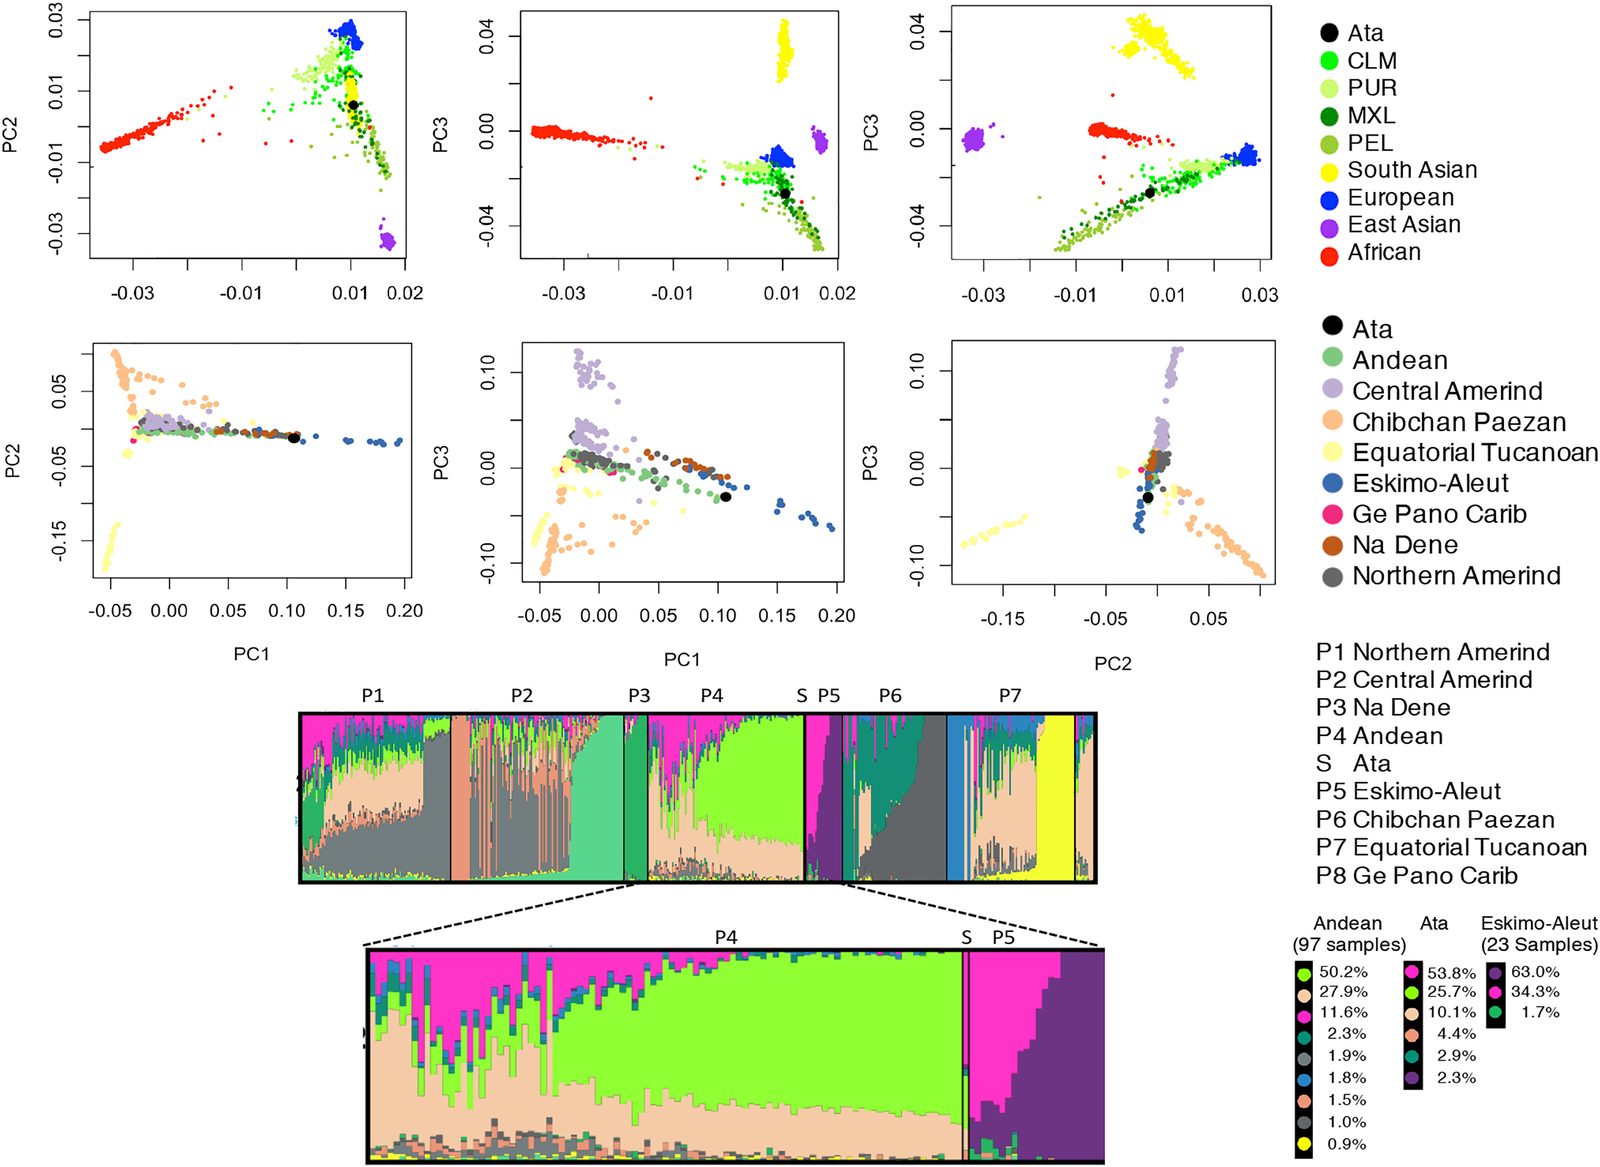 PC2
0.03
0.01
-0.01
-0.03
-0.03
-0.01
0.01
0.02
PC3
0.04
0.00
-0.04
-0.03
-0.01
0.01
0.02
PC3
0.04
0.00
-0.04
-0.03
-0.01
0.01
0.03
Ata
CLM
PUR
MXL
PEL
South Asian
European
East Asian
African
PC2
0.05
-0.05
-0.15
-0.05
0.00
0.05
0.10
0.15
0.20
PC1
PC3
0.10
0.00
-0.10
-0.05
0.00
0.05
0.10
0.15
0.20
PC1
PC3
0.10
0.00
-0.10
-0.15
-0.05
0.05
PC2
Ata
Andean
Central Amerind
Chibchan Paezan
Equatorial Tucanoan
Eskimo-Aleut
Ge Pano Carib
Na Dene
Northern Amerind
P1 P2 P3 P4 S P5 P6 P7
P1 Northern Amerind
P2 Central Amerind
P3 Na Dene
P4 Andean
S Ata
P5 Eskimo-Aleut
P6 Chibchan Paezan
P7 Equatorial Tucanoan
P8 Ge Pano Carib
P4 S P5
Andean
(97 samples)
50.2%
27.9%
11.6%
2.3%
1.9%
1.8%
1.5%
1.0%
0.9%
Ata
53.8%
25.7%
10.1%
4.4%
2.9%
2.3%
Eskimo-Aleut
(23 Samples)
63.0%
34.3%
1.7%